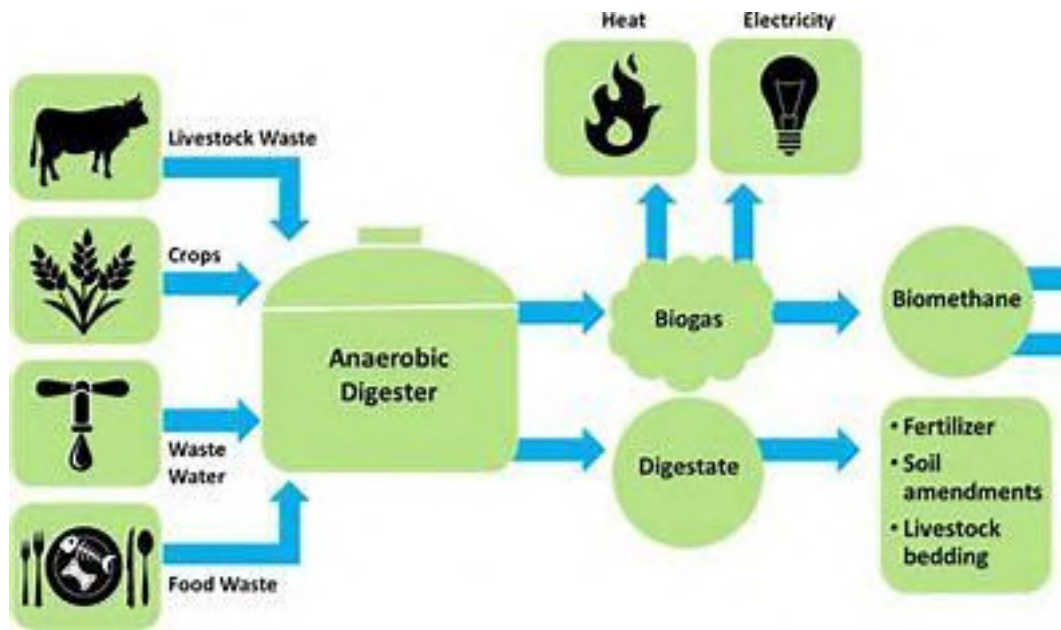 Heat
Electricity
Livestock Waste
Crops
Waste
Water
Food Waste
Anaerobic
Digester
Biogas
Biomethane
Digestate
• Fertilizer
• Soil
amendments
• Livestock
bedding